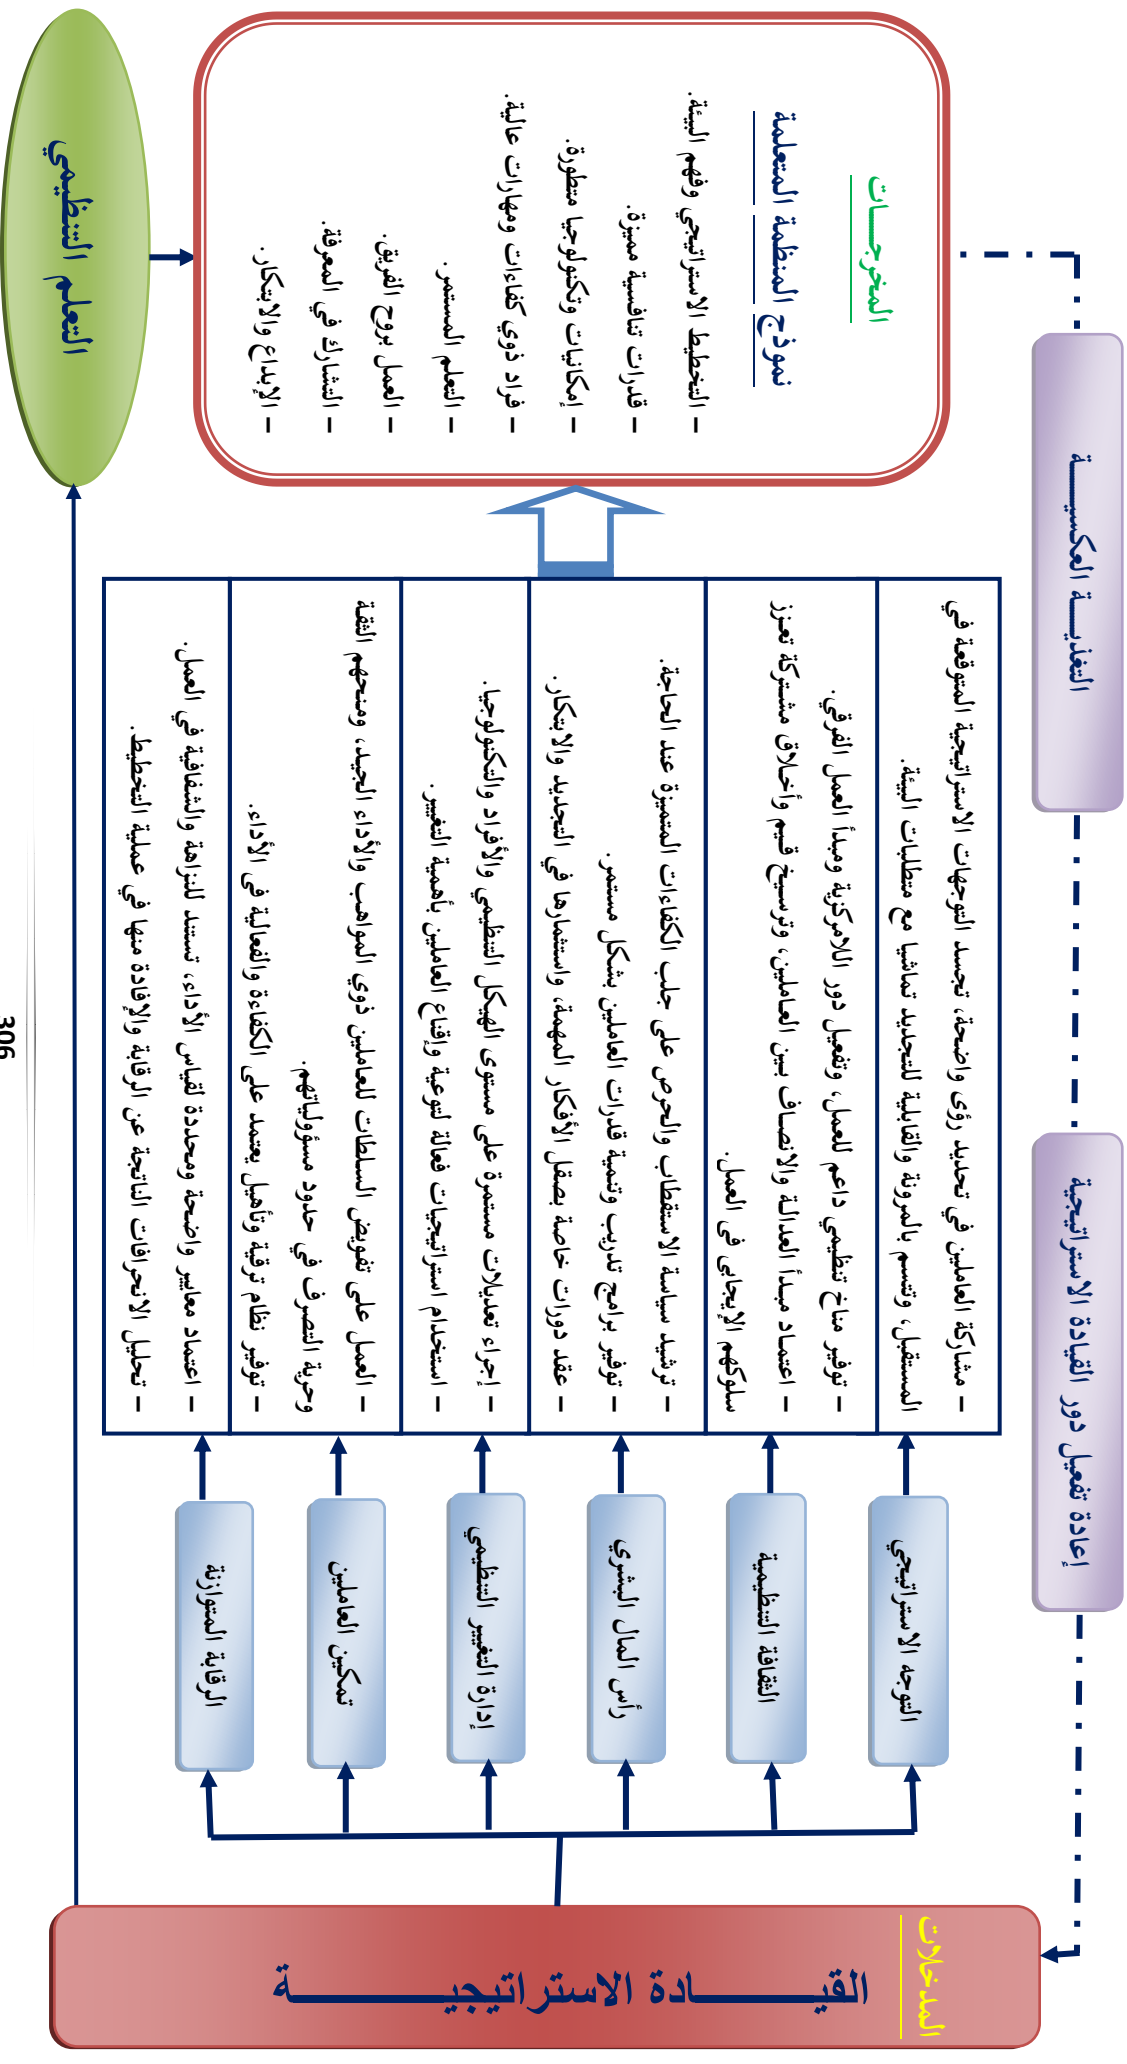 المدخلات
القيــــــــادة الاستراتيجيــــــــة
إعادة تفعيل دور القيادة الاستراتيجية
التغذيـــة العكسيـــــة
التوجه الاستراتيجي
- مشاركة العاملين في تحديد رؤى واضحة، تجسد التوجهات الاستراتيجية المتوقعة في
المستقبل، وتتسم بالمرونة والقابلية للتجديد تماشيا مع متطلبات البيئة.
الثقافة التنظيمية
- توفير مناخ تنظيمي داعم للعمل، وتفعيل دور اللامركزية ومبدأ العمل الفرقي.
- اعتماد مبدأ العدالة والانصاف بين العاملين، وترسيخ قيم وأخلاق مشتركة تعزز
سلوكهم الإيجابي في العمل.
رأس المال البشري
- ترشيد سياسة الاستقطاب والحرص على جلب الكفاءات المتميزة عند الحاجة.
- توفير برامج تدريب وتنمية قدرات العاملين بشكل مستمر.
- عقد دورات خاصة بصقل الأفكار المهمة، واستثمارها في التجديد والابتكار.
إدارة التغيير التنظيمي
- إجراء تعديلات مستمرة على مستوى الهيكل التنظيمي والأفراد والتكنولوجيا.
- استخدام استراتيجيات فعالة لتوعية وإقناع العاملين بأهمية التغيير.
تمكين العاملين
- العمل على تفويض السلطات للعاملين ذوي المواهب والأداء الجيد، ومنحهم الثقة
وحرية التصرف في حدود مسؤولياتهم.
- توفير نظام ترقية وتأهيل يعتمد على الكفاءة والفعالية في الأداء.
الرقابة المتوازنة
- اعتماد معايير واضحة ومحددة لقياس الأداء، تستند للنزاهة والشفافية في العمل.
- تحليل الانحرافات الناتجة عن الرقابة والإفادة منها في عملية التخطيط.
المخرجـــات
نموذج المنظمة المتعلمة
- التخطيط الاستراتيجي وفهم البيئة.
- قدرات تنافسية مميزة.
- إمكانيات وتكنولوجيا متطورة.
- فراد ذوي كفاءات ومهارات عالية.
- التعلم المستمر.
- العمل بروح الفريق.
- التشارك في المعرفة.
- الإبداع والابتكار.
التعلم التنظيمي
306